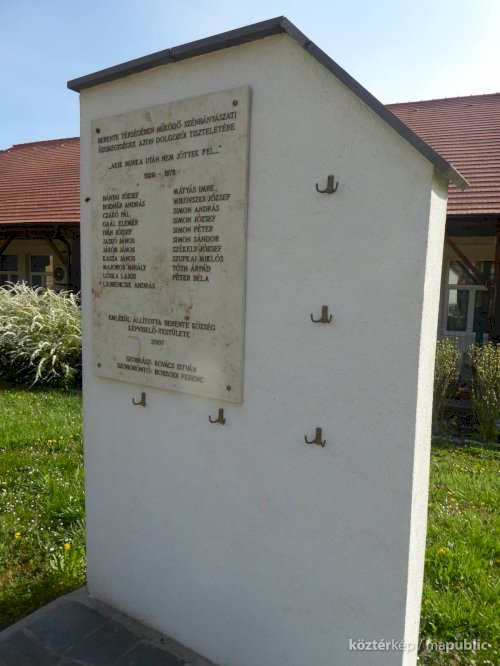 BERENTE TÉRSÉGÉBEN MŰKÖDŐ SZÉNBÁNYÁSZATI
ÜZEMEGYSÉGEK AZON DOLGOZÓI TISZTELETÉRE
„AKIK MUNKA UTÁN NEM JÖTTEK FEL..."
1926 - 1978
BÁNYAI JÓZSEF
BODNÁR ANDRÁS
CZAKÓ PÁL
GAÁL ELEMÉR
IVÁN JÓZSEF
JASZÓ JÁNOS
JÁSÓR JÁNOS
KASZA JÁNOS
MAJOROS MIHÁLY
LÓSKA LAJOS
LABRENCSIK ANDRÁS
MÁTYÁS IMRE
MIKOVSZKI JÓZSEF
SIMON ANDRÁS
SIMON JÓZSEF
SIMON PÉTER
SIMON SÁNDOR
SZÉKELY JÓZSEF
SZUPLAI MIKLÓS
TÓTH ÁRPÁD
PÉTER BÉLA
EMLÉKÜL ÁLLÍTOTTA BERENTE KÖZSÉG
KÉPVISELŐ-TESTÜLETE
2007
SZOBRÁSZ: KOVÁCS ISTVÁN
SZOBORÖNTŐ: BORSODI FERENC
köztérkép / mapublic